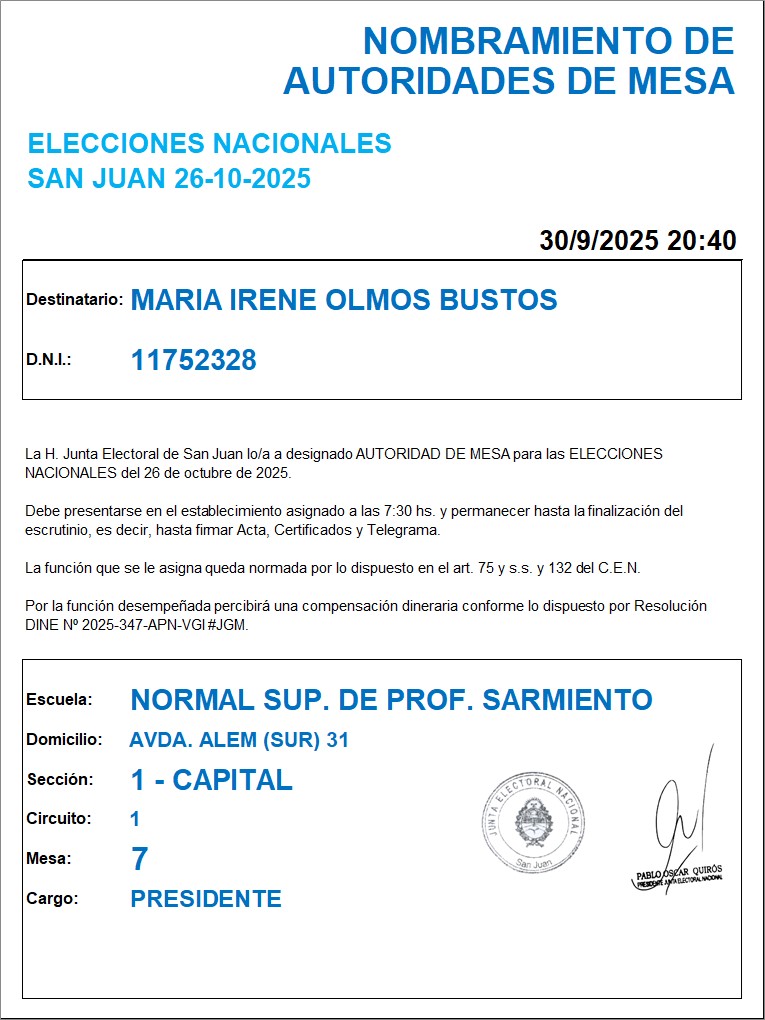 NOMBRAMIENTO DE
AUTORIDADES DE MESA
ELECCIONES NACIONALES
SAN JUAN 26-10-2025
30/9/2025 20:40
Destinatario: MARIA IRENE OLMOS BUSTOS
D.N.I.: 11752328
La H. Junta Electoral de San Juan lo/a a designado AUTORIDAD DE MESA para las ELECCIONES
NACIONALES del 26 de octubre de 2025.
Debe presentarse en el establecimiento asignado a las 7:30 hs. y permanecer hasta la finalización del
escrutinio, es decir, hasta firmar Acta, Certificados y Telegrama.
La función que se le asigna queda normada por lo dispuesto en el art. 75 y s.s. y 132 del C.E.N.
Por la función desempeñada percibirá una compensación dineraria conforme lo dispuesto por Resolución
DINE Nº 2025-347-APN-VGI#JGM.
Escuela: NORMAL SUP. DE PROF. SARMIENTO
Domicilio: AVDA. ALEM (SUR) 31
Sección: 1 - CAPITAL
Circuito: 1
Mesa: 7
Cargo: PRESIDENTE
JUNTA ELECTORAL NACIONAL
San Juan
PABLO OSCAR QUIRÓS
PRESIDENTE JUNTA ELECTORAL NACIONAL